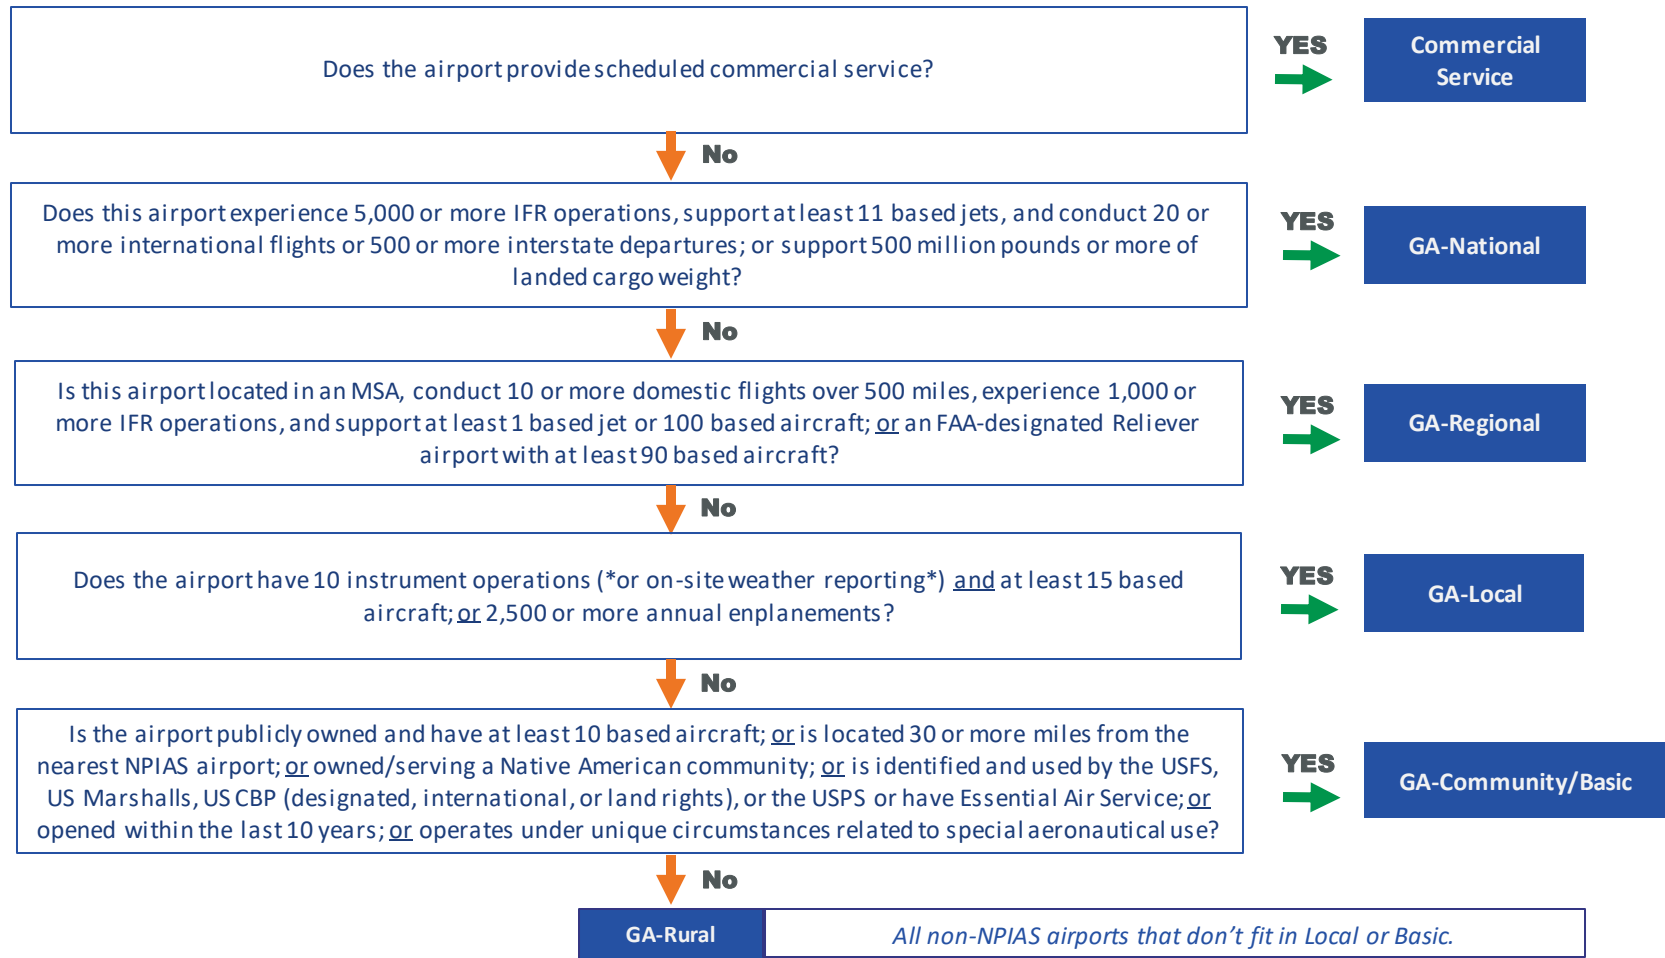 Does the airport provide scheduled commercial service?
YES
Commercial
Service
No
Does this airport experience 5,000 or more IFR operations, support at least 11 based jets, and conduct 20 or
more international flights or 500 or more interstate departures; or support 500 million pounds or more of
landed cargo weight?
YES
GA-National
No
Is this airport located in an MSA, conduct 10 or more domestic flights over 500 miles, experience 1,000 or
more IFR operations, and support at least 1 based jet or 100 based aircraft; or an FAA-designated Reliever
airport with at least 90 based aircraft?
YES
GA-Regional
No
Does the airport have 10 instrument operations (*or on-site weather reporting*) and at least 15 based
aircraft; or 2,500 or more annual enplanements?
YES
GA-Local
No
Is the airport publicly owned and have at least 10 based aircraft; or is located 30 or more miles from the
nearest NPIAS airport; or owned/serving a Native American community; or is identified and used by the USFS,
US Marshalls, US CBP (designated, international, or land rights), or the USPS or have Essential Air Service; or
opened within the last 10 years; or operates under unique circumstances related to special aeronautical use?
YES
GA-Community/Basic
No
GA-Rural
All non-NPIAS airports that don't fit in Local or Basic.